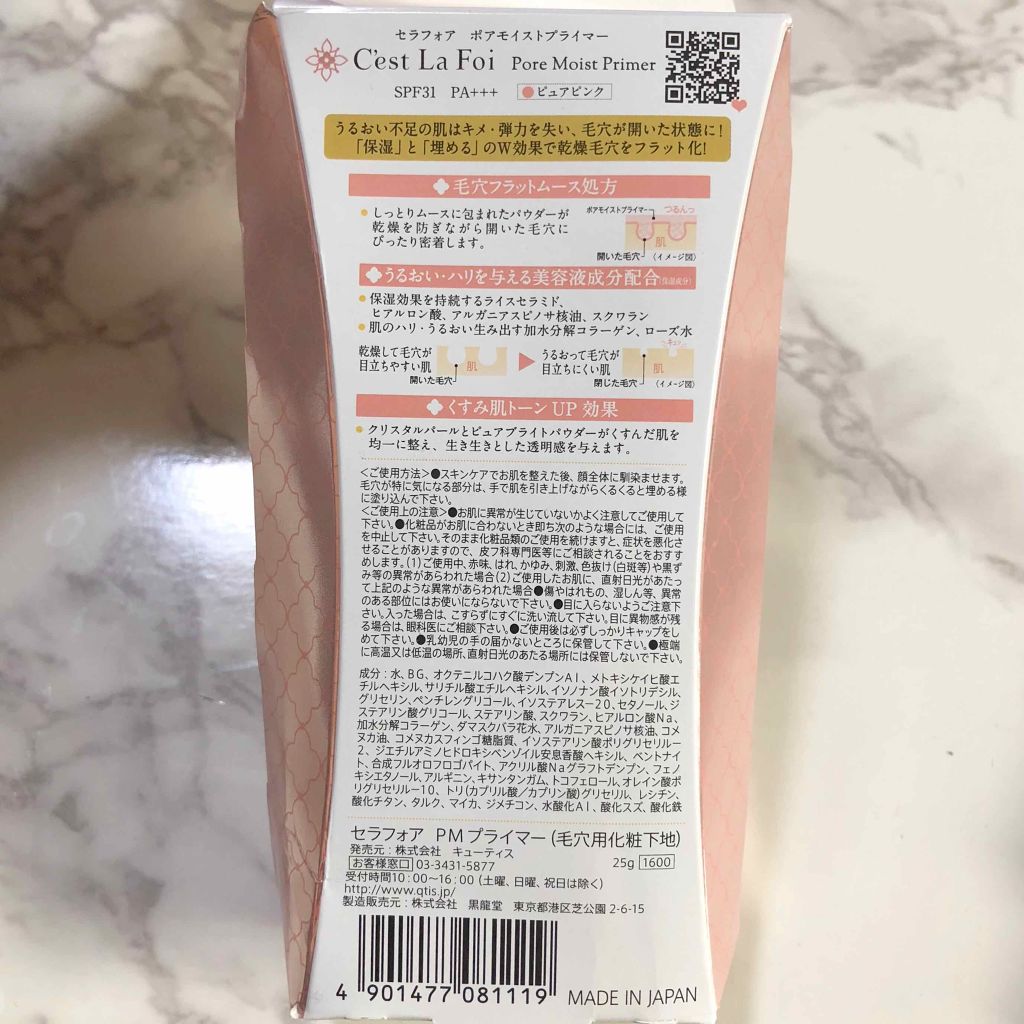 セラフォア ポアモイストプライマー
C'est La Foi Pore Moist Primer
SPF31 PA+++ ●ピュアピンク
うるおい不足の肌はキメ・弾力を失い、毛穴が開いた状態に!
「保湿」と「埋める」のW効果で乾燥毛穴をフラット化!
毛穴フラットムース処方
●しっとりムースに包まれたパウダーが
乾燥を防ぎながら開いた毛穴に
ぴったり密着します。
ポアモイストプライマー つるんっ
肌
開いた毛穴 (イメージ図)
うるおい・ハリを与える美容液成分配合(保湿成分)
●保湿効果を持続するライスセラミド、
ヒアルロン酸、アルガニアスピノサ核油、スクワラン
●肌のハリ・うるおい生み出す加水分解コラーゲン、ローズ水
乾燥して毛穴が
目立ちやすい肌
肌
開いた毛穴
うるおって毛穴が
目立ちにくい肌
キュッ
肌
閉じた毛穴 (イメージ図)
くすみ肌トーンUP効果
●クリスタルパールとピュアブライトパウダーがくすんだ肌を
均一に整え、生き生きとした透明感を与えます。
<ご使用方法>●スキンケアでお肌を整えた後、顔全体に馴染ませます。
毛穴が特に気になる部分は、手で肌を引き上げながらくるくると埋める様
に塗り込んで下さい。
<ご使用上の注意>●お肌に異常が生じていないかよく注意してご使用して
下さい。●化粧品がお肌に合わないとき即ち次のような場合には、ご使用
を中止して下さい。そのまま化粧品類のご使用を続けますと、症状を悪化さ
せることがありますので、皮フ科専門医等にご相談されることをおすす
めします。(1)ご使用中、赤味、はれ、かゆみ、刺激、色抜け(白斑等)や黒ず
み等の異常があらわれた場合(2)ご使用したお肌に、直射日光があたっ
て上記のような異常があらわれた場合●傷やはれもの、湿しん等、異常
のある部位にはお使いにならないで下さい。●目に入らないようご注意下
さい。入った場合は、こすらずにすぐに洗い流して下さい。目に異物感が残
る場合は、眼科医にご相談下さい。●ご使用後は必ずしっかりキャップをし
めて下さい。●乳幼児の手の届かないところに保管して下さい。●極端
に高温又は低温の場所、直射日光のあたる場所には保管しないで下さい。
成分:水、BG、オクテニルコハク酸デンプンAl、メトキシケイヒ酸エ
チルヘキシル、サリチル酸エチルヘキシル、イソノナン酸イソトリデシル、
グリセリン、ペンチレングリコール、イソステアレス-20、セタノール、ジ
ステアリン酸グリコール、ステアリン酸、スクワラン、ヒアルロン酸Na、
加水分解コラーゲン、ダマスクバラ花水、アルガニアスピノサ核油、コメ
ヌカ油、コメヌカスフィンゴ糖脂質、イソステアリン酸ポリグリセリル-
2、ジエチルアミノヒドロキシベンゾイル安息香酸ヘキシル、ベントナイ
ト、合成フルオロフロゴパイト、アクリル酸Naグラフトデンプン、フェノ
キシエタノール、アルギニン、キサンタンガム、トコフェロール、オレイン酸ポ
リグリセリル-10、トリ(カプリル酸/カプリン酸)グリセリル、レシチン、
酸化チタン、タルク、マイカ、ジメチコン、水酸化Al、酸化スズ、酸化鉄
セラフォア PMプライマー(毛穴用化粧下地)
発売元:株式会社 キューティス
お客様窓口 03-3431-5877 25g 1600
受付時間10:00~16:00(土曜、日曜、祝日は除く)
http://www.qtis.jp/
製造販売元:株式会社 黒龍堂 東京都港区芝公園2-6-15
4 901477 081119 MADE IN JAPAN